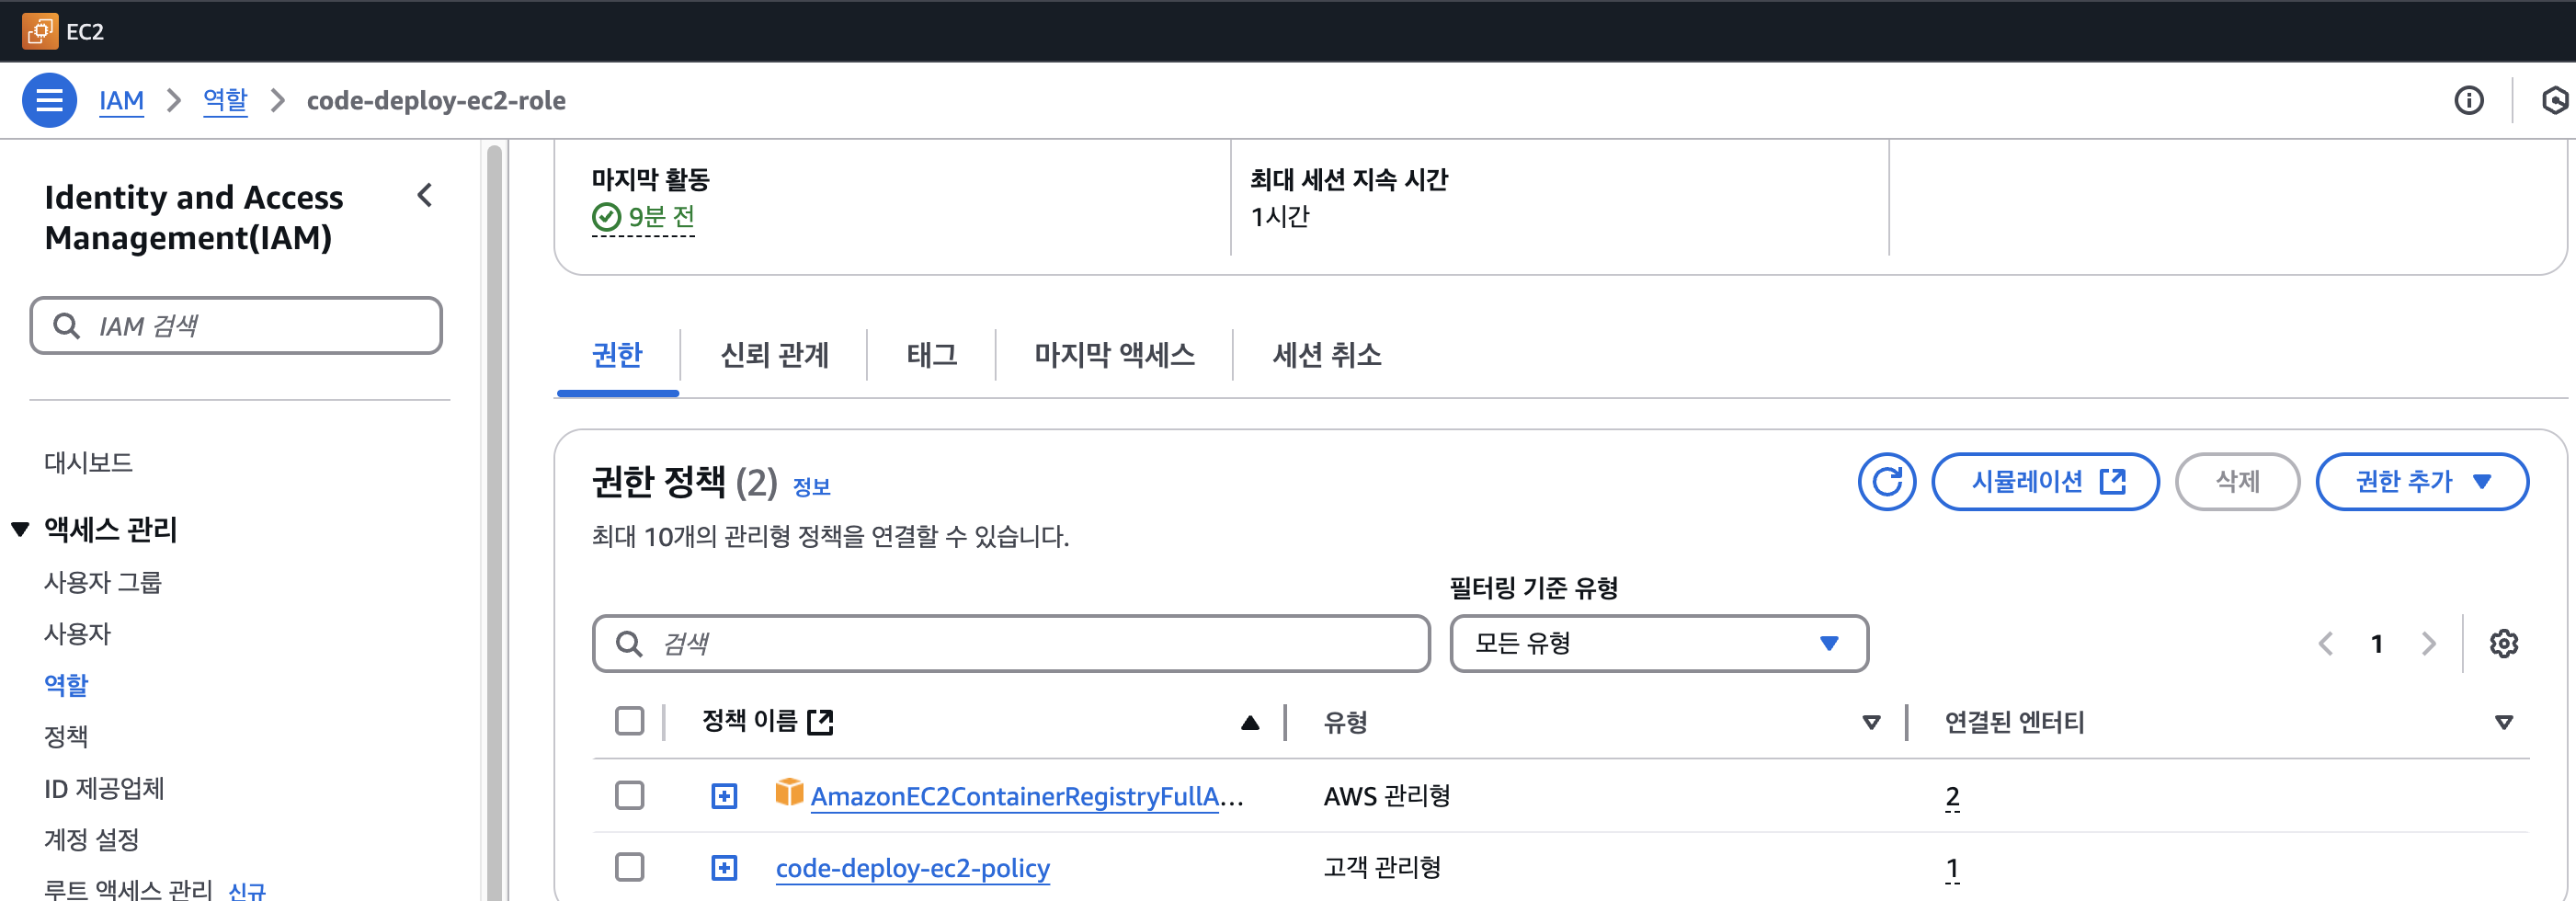 EC2
IAM
역할
code-deploy-ec2-role
Identity and Access
Management(IAM)
IAM 검색
대시보드
액세스 관리
사용자 그룹
사용자
역할
정책
ID 제공업체
계정 설정
루트 액세스 관리 신규
마지막 활동
9분 전
최대 세션 지속 시간
1시간
권한
신뢰 관계
태그
마지막 액세스
세션 취소
권한 정책 (2) 정보
시뮬레이션
삭제
권한 추가
최대 10개의 관리형 정책을 연결할 수 있습니다.
필터링 기준 유형
검색
모든 유형
1
정책 이름
유형
연결된 엔터티
AmazonEC2ContainerRegistryFullA...
AWS 관리형
2
code-deploy-ec2-policy
고객 관리형
1